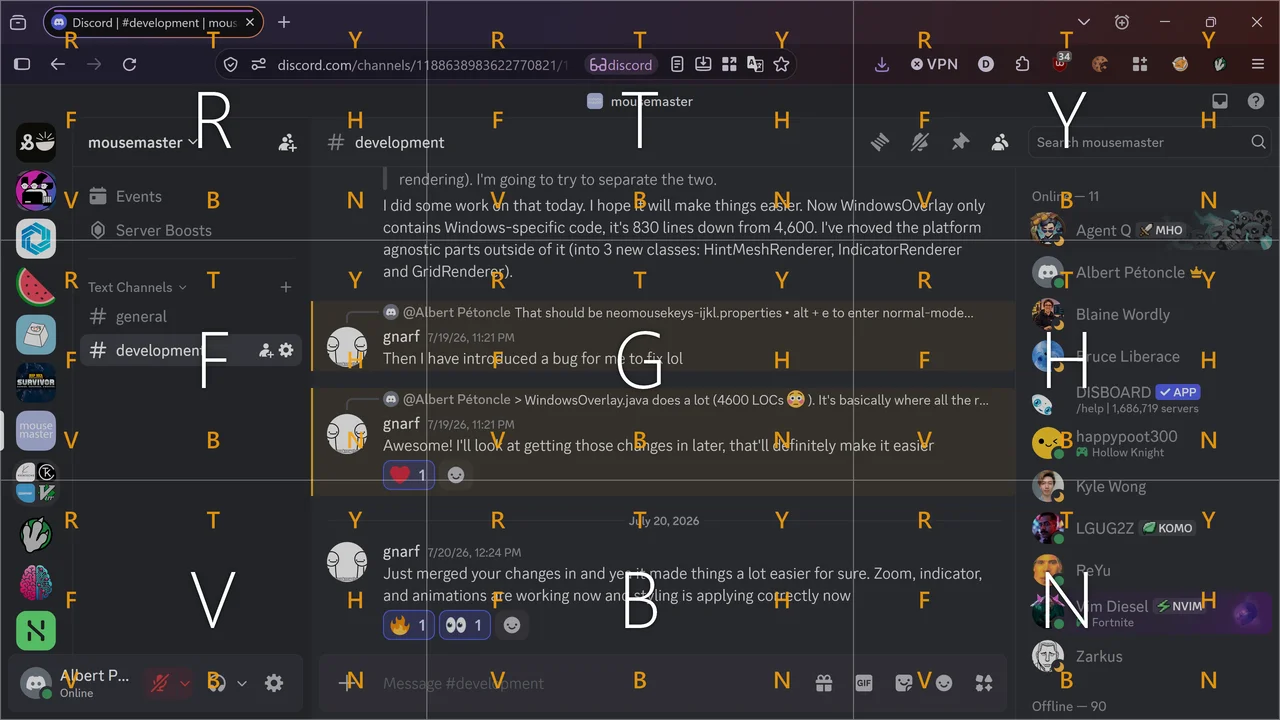 Discord | #development | mous
discord.com/channels/1188638983622770821/1
discord
VPN
34
R T Y R T Y R T Y
mousemaster
R T Y
F H F H F H
mousemaster
# development
Search mousemaster
Events
Server Boosts
V B N V B N V B N
rendering). I'm going to try to separate the two.
I did some work on that today. I hope it will make things easier. Now WindowsOverlay only
contains Windows-specific code, it's 830 lines down from 4,600. I've moved the platform
agnostic parts outside of it (into 3 new classes: HintMeshRenderer, IndicatorRenderer
and GridRenderer).
Online — 11
Agent Q MHO
Albert Pétoncle
R T Y R T Y R T Y
Text Channels
# general
# development
@Albert Pétoncle That should be neomousekeys-ijkl.properties • alt + e to enter normal-mode...
gnarf 7/19/26, 11:21 PM
Then I have introduced a bug for me to fix lol
Blaine Wordly
Bruce Liberace
F G H
F H F H F H
@Albert Pétoncle > WindowsOverlay.java does a lot (4600 LOCs 😳 ). It's basically where all the r...
gnarf 7/19/26, 11:21 PM
Awesome! I'll look at getting those changes in later, that'll definitely make it easier
❤️ 1
DISBOARD ✓ APP
/help | 1,686,719 servers
happypoot300
Hollow Knight
V B N V B N V B N
SURVIVOR
mouse
master
Kyle Wong
LGUG2Z KOMO
R T Y R T Y R T Y
July 20, 2026
gnarf 7/20/26, 12:24 PM
Just merged your changes in and yep it made things a lot easier for sure. Zoom, indicator,
and animations are working now and styling is applying correctly now
🔥 1 👀 1
ReYu
Vim Diesel NVIM
Fortnite
Zarkus
V B N
F H F H F H
Albert P...
Online
Message #development
GIF
V B N V B N V B N
Offline — 90